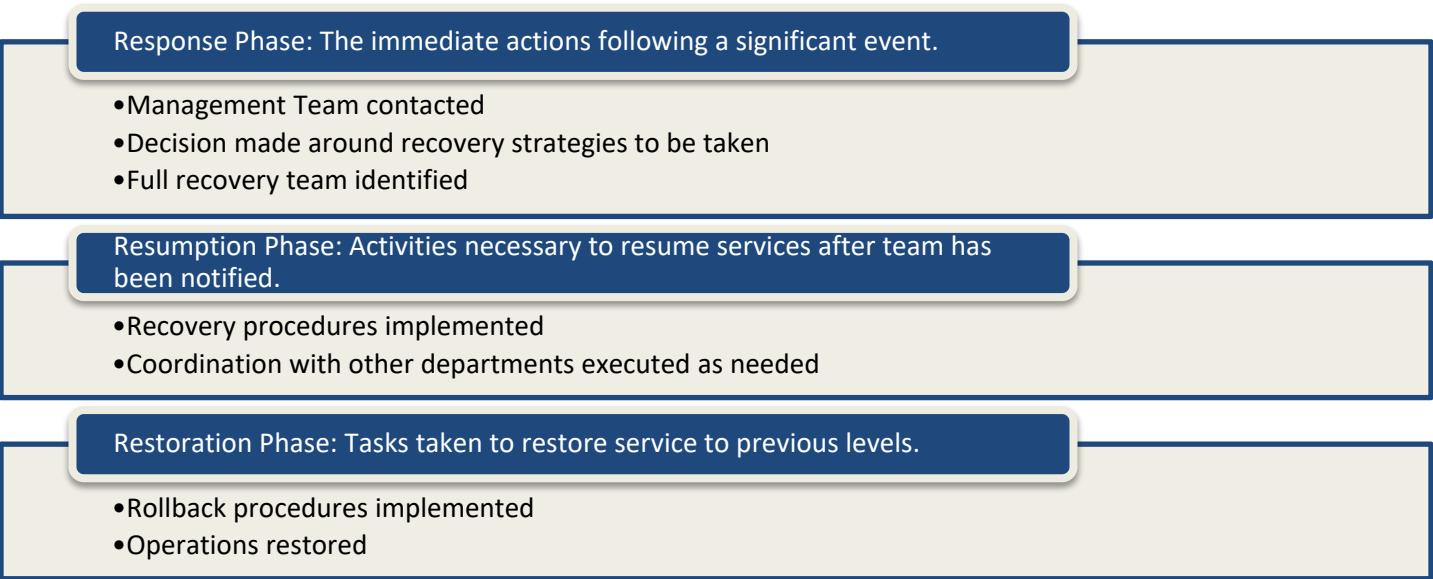 Response Phase: The immediate actions following a significant event.
•Management Team contacted
•Decision made around recovery strategies to be taken
•Full recovery team identified
Resumption Phase: Activities necessary to resume services after team has
been notified.
•Recovery procedures implemented
•Coordination with other departments executed as needed
Restoration Phase: Tasks taken to restore service to previous levels.
•Rollback procedures implemented
•Operations restored